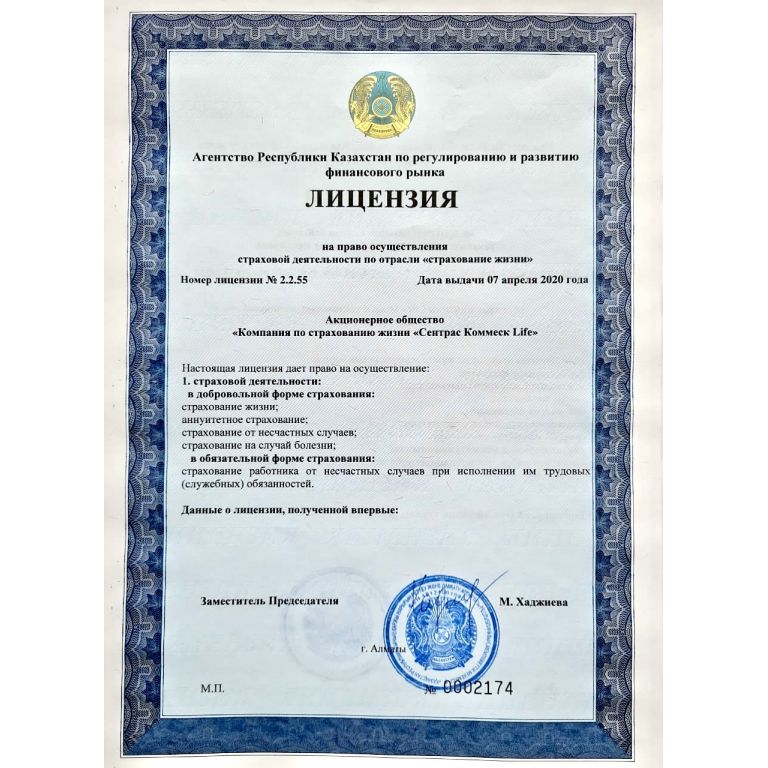 Агентство Республики Казахстан по регулированию и развитию
финансового рынка
ЛИЦЕНЗИЯ
на право осуществления
страховой деятельности по отрасли «страхование жизни»
Номер лицензии № 2.2.55 Дата выдачи 07 апреля 2020 года
Акционерное общество
«Компания по страхованию жизни «Сентрас Коммеск Life»
Настоящая лицензия дает право на осуществление:
1. страховой деятельности:
в добровольной форме страхования:
страхование жизни;
аннуитетное страхование;
страхование от несчастных случаев;
страхование на случай болезни;
в обязательной форме страхования:
страхование работника от несчастных случаев при исполнении им трудовых
(служебных) обязанностей.
Данные о лицензии, полученной впервые:
Заместитель Председателя М. Хаджиева
г. Алматы
М.П. № 0002174